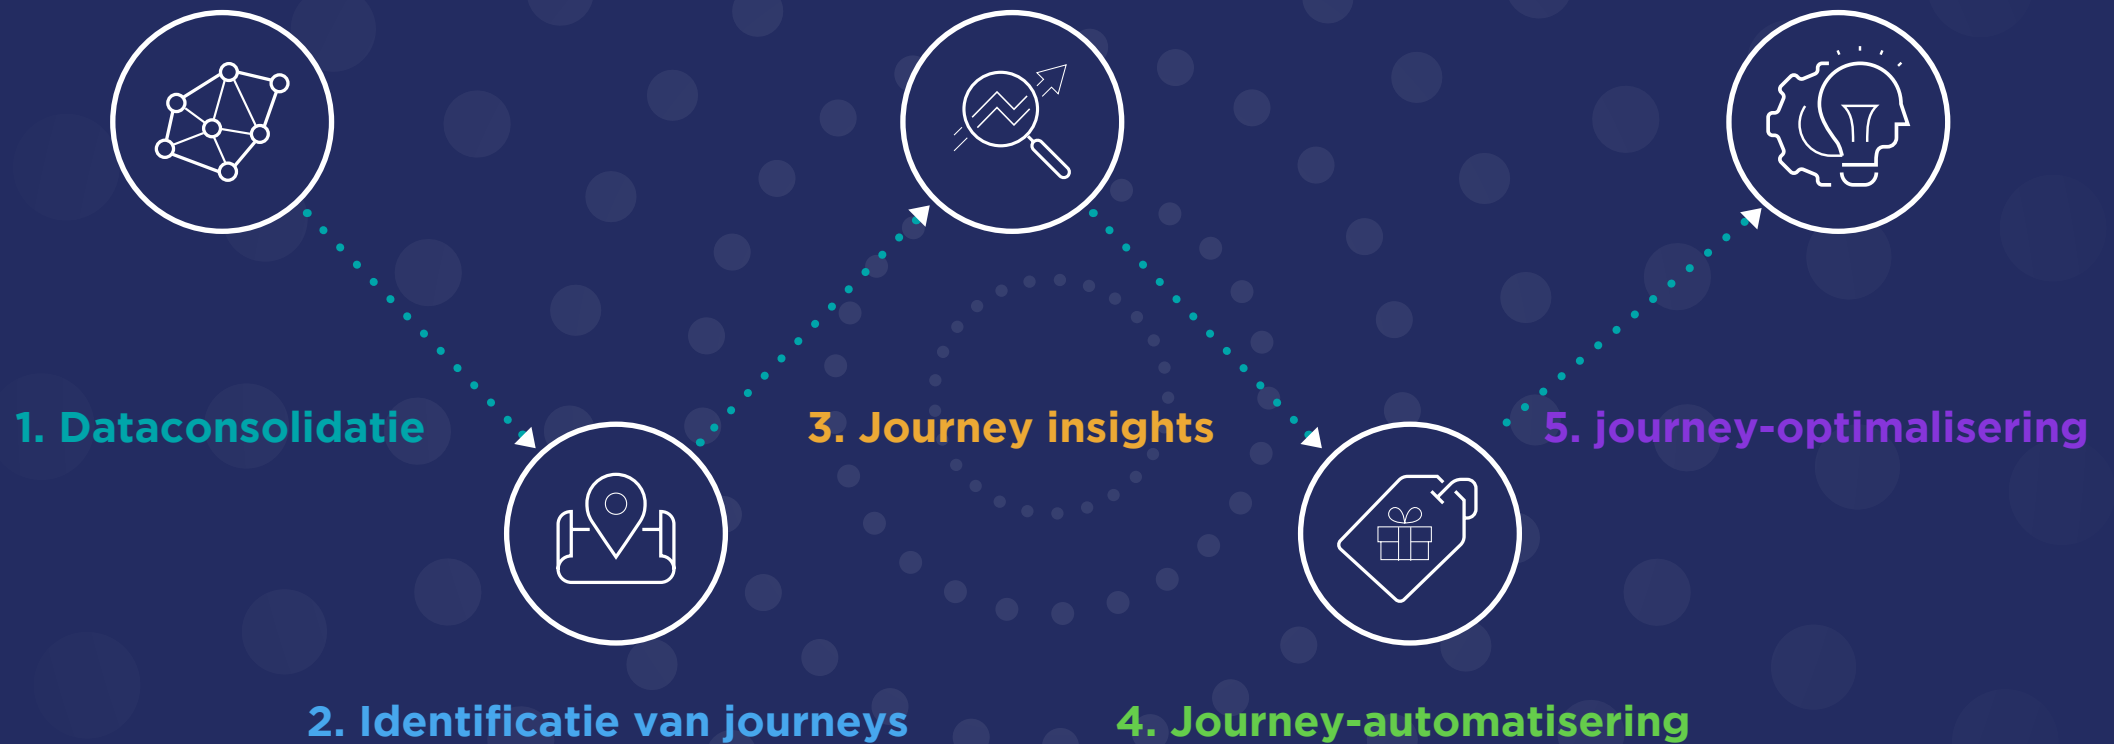 1. Dataconsolidatie
2. Identificatie van journeys
3. Journey insights
4. Journey-automatisering
5. journey-optimalisering